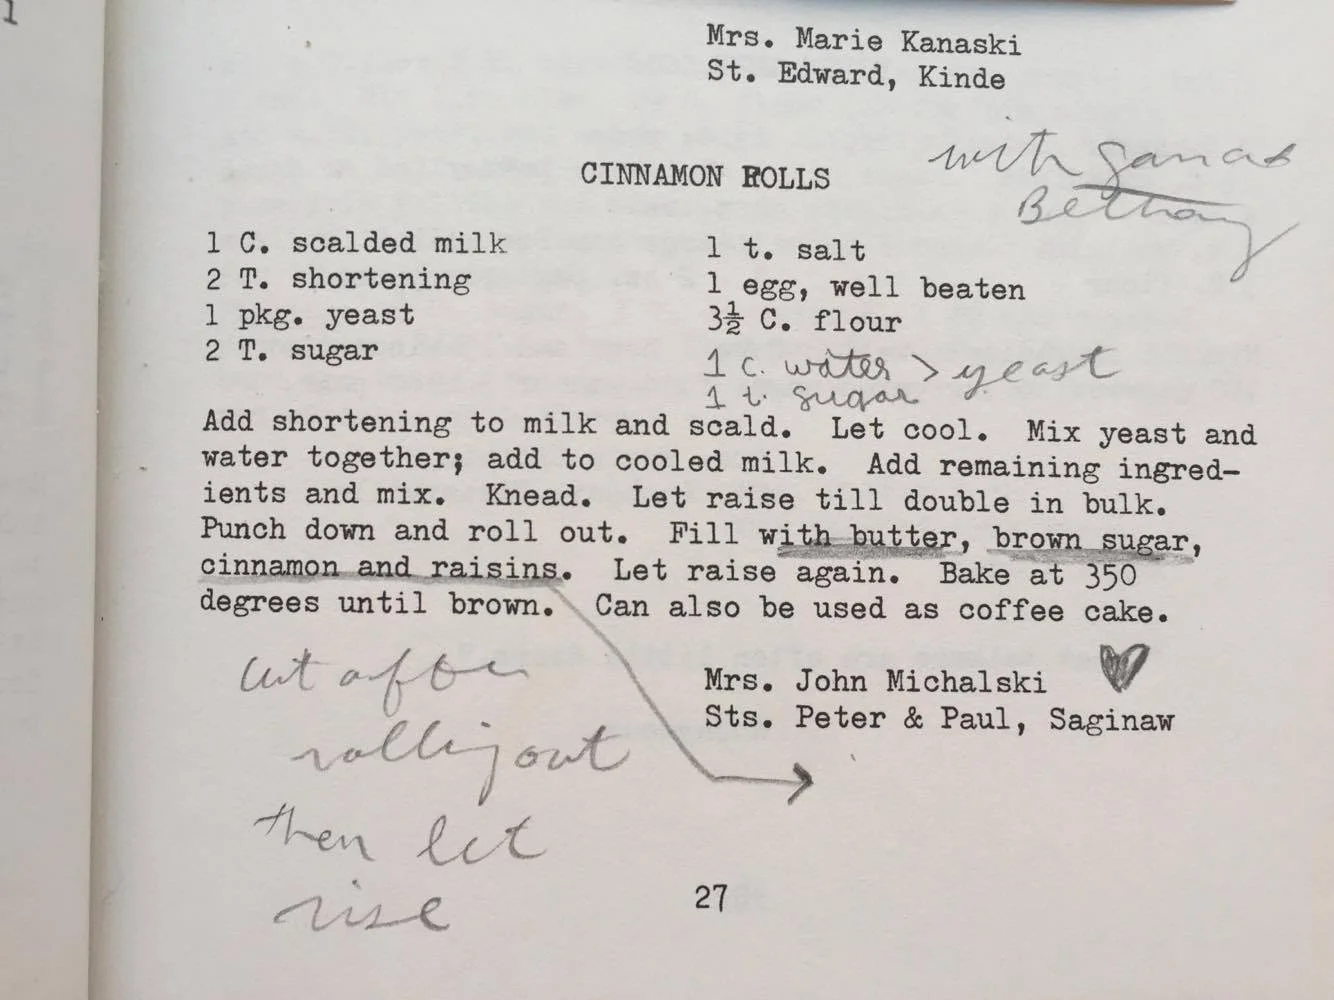 1
Mrs. Marie Kanaski
St. Edward, Kinde
with
Bethany
CINNAMON ROLLS
1 C. scalded milk
2 T. shortening
1 pkg. yeast
2 T. sugar
1 t. salt
1 egg, well beaten
3½ C. flour
1 c. water > yeast
1 t. sugar
Add shortening to milk and scald. Let cool. Mix yeast and
water together; add to cooled milk. Add remaining ingred-
ients and mix. Knead. Let raise till double in bulk.
Punch down and roll out. Fill with butter, brown sugar,
cinnamon and raisins. Let raise again. Bake at 350
degrees until brown. Can also be used as coffee cake.
Mrs. John Michalski
Sts. Peter & Paul, Saginaw
cut after
rolling out
then let
rise
27